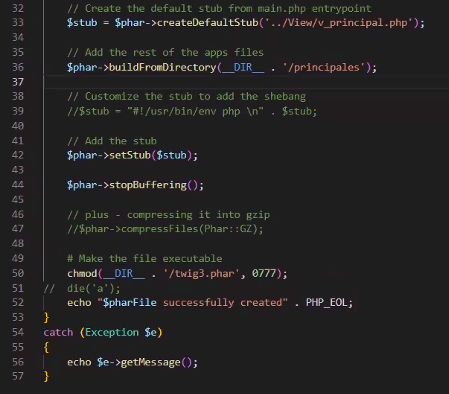 32 // Create the default stub from main.php entrypoint
33 $stub = $phar->createDefaultStub('../View/v_principal.php');
34
35 // Add the rest of the apps files
36 $phar->buildFromDirectory(__DIR__ . '/principales');
37
38 // Customize the stub to add the shebang
39 //$stub = "#!/usr/bin/env php \n" . $stub;
40
41 // Add the stub
42 $phar->setStub($stub);
43
44 $phar->stopBuffering();
45
46 // plus - compressing it into gzip
47 //$phar->compressFiles(Phar::GZ);
48
49 # Make the file executable
50 chmod(__DIR__ . '/twig3.phar', 0777);
51 // die('a');
52 echo "$pharFile successfully created" . PHP_EOL;
53 }
54 catch (Exception $e)
55 {
56 echo $e->getMessage();
57 }